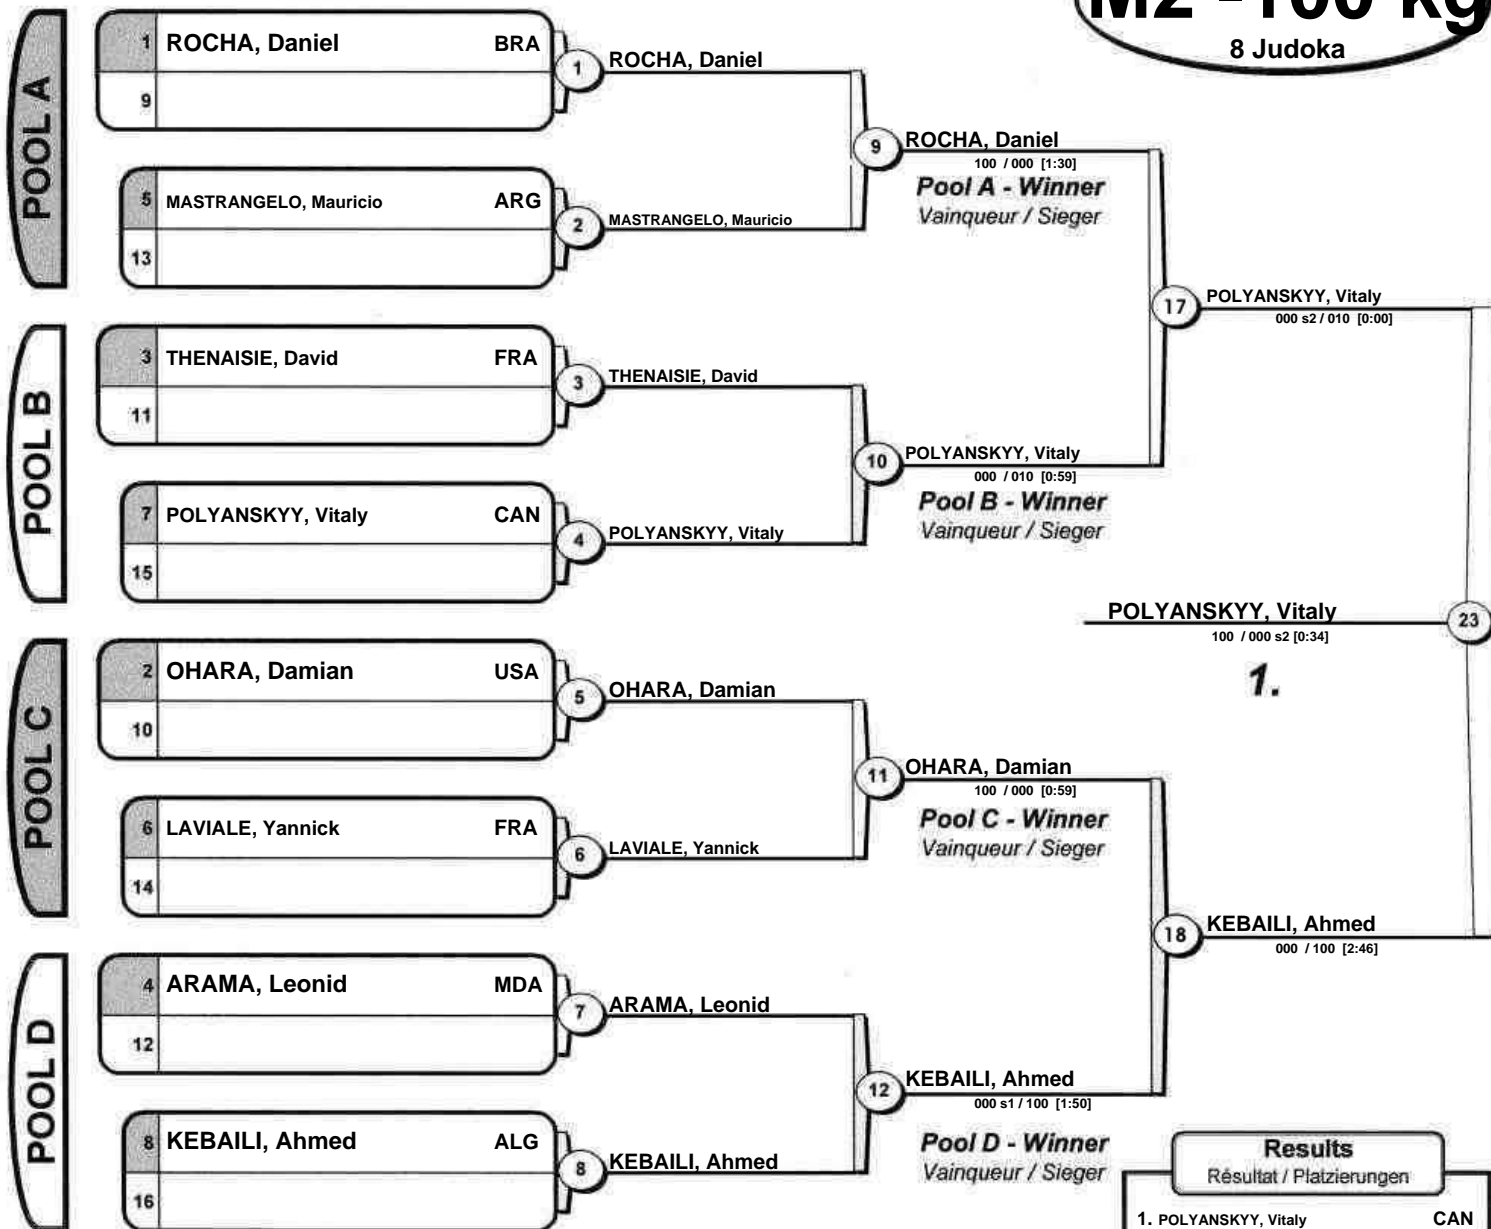 M2 -100 kg
8 Judoka
POOL A
1 ROCHA, Daniel BRA
9
5 MASTRANGELO, Mauricio ARG
13
1 ROCHA, Daniel
2 MASTRANGELO, Mauricio
9 ROCHA, Daniel
100 / 000 [1:30]
Pool A - Winner
Vainqueur / Sieger
POOL B
3 THENAISIE, David FRA
11
7 POLYANSKYY, Vitaly CAN
15
3 THENAISIE, David
4 POLYANSKYY, Vitaly
10 POLYANSKYY, Vitaly
000 / 010 [0:59]
Pool B - Winner
Vainqueur / Sieger
17 POLYANSKYY, Vitaly
000 s2 / 010 [0:00]
POLYANSKYY, Vitaly 23
100 / 000 s2 [0:34]
1.
POOL C
2 OHARA, Damian USA
10
6 LAVIALE, Yannick FRA
14
5 OHARA, Damian
6 LAVIALE, Yannick
11 OHARA, Damian
100 / 000 [0:59]
Pool C - Winner
Vainqueur / Sieger
POOL D
4 ARAMA, Leonid MDA
12
8 KEBAILI, Ahmed ALG
16
7 ARAMA, Leonid
8 KEBAILI, Ahmed
12 KEBAILI, Ahmed
000 s1 / 100 [1:50]
Pool D - Winner
Vainqueur / Sieger
18 KEBAILI, Ahmed
000 / 100 [2:46]
Results
Résultat / Platzierungen
1. POLYANSKYY, Vitaly CAN